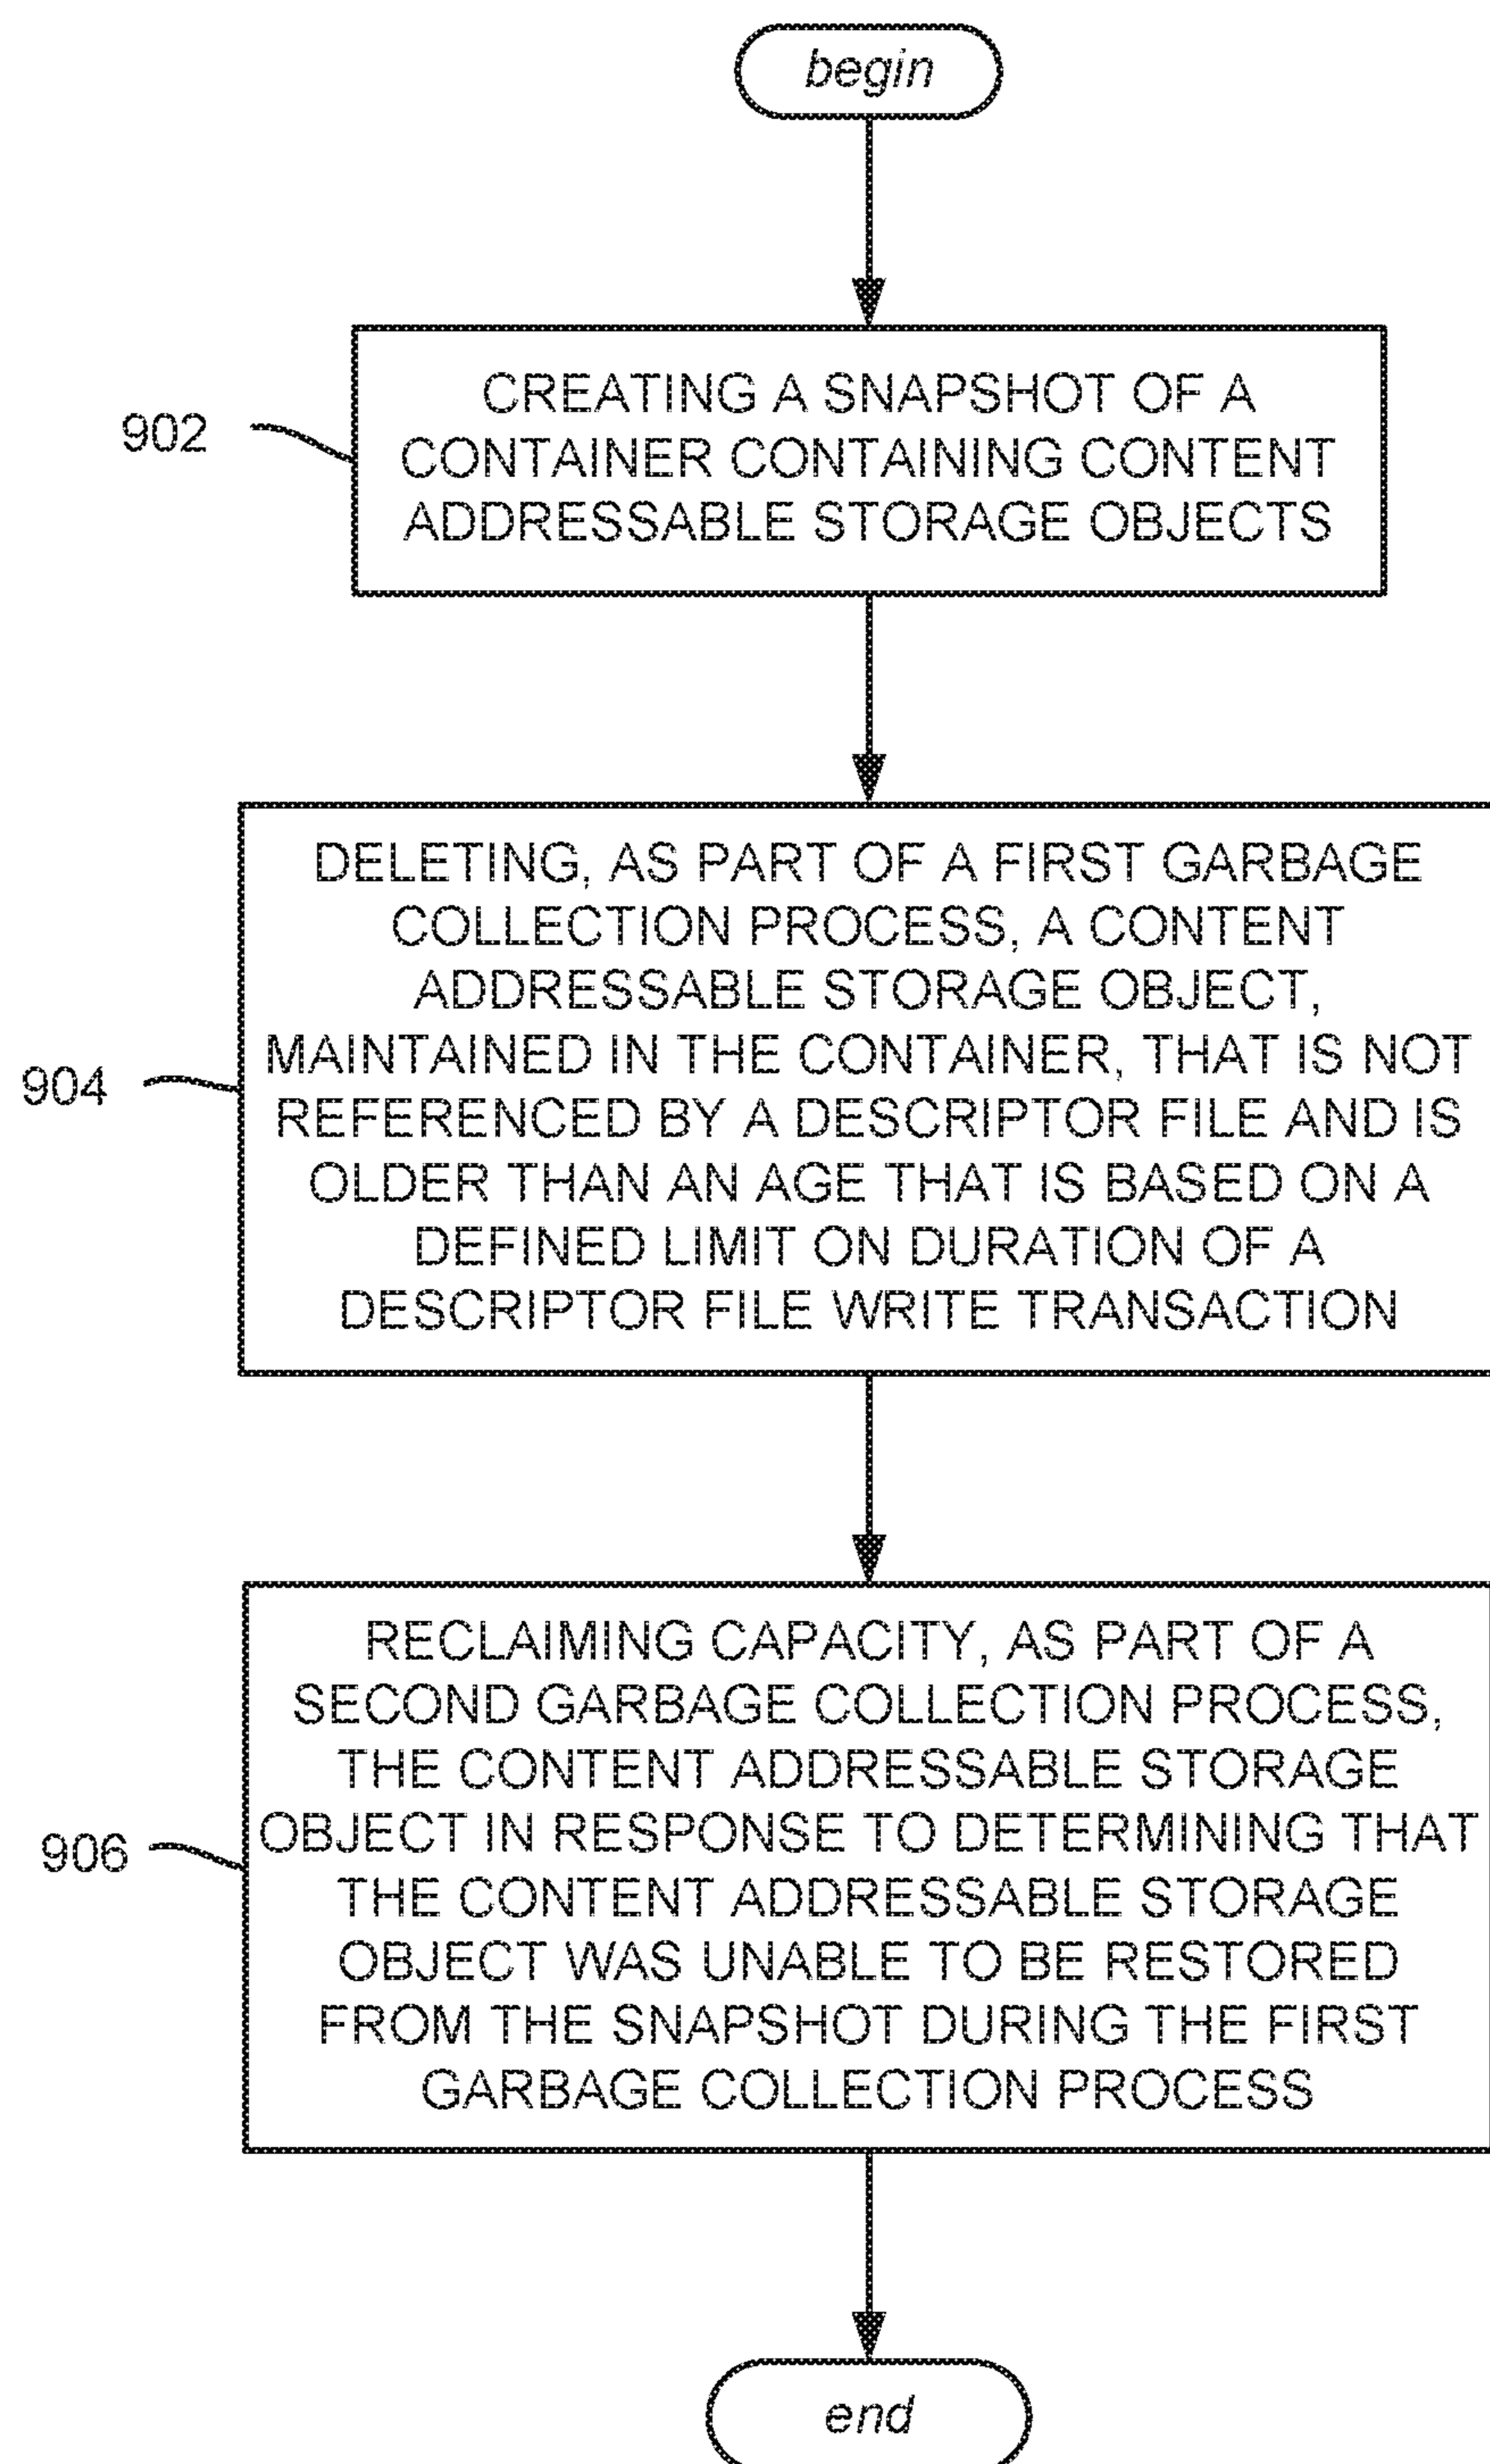 begin
902
CREATING A SNAPSHOT OF A
CONTAINER CONTAINING CONTENT
ADDRESSABLE STORAGE OBJECTS
904
DELETING, AS PART OF A FIRST GARBAGE
COLLECTION PROCESS, A CONTENT
ADDRESSABLE STORAGE OBJECT,
MAINTAINED IN THE CONTAINER, THAT IS NOT
REFERENCED BY A DESCRIPTOR FILE AND IS
OLDER THAN AN AGE THAT IS BASED ON A
DEFINED LIMIT ON DURATION OF A
DESCRIPTOR FILE WRITE TRANSACTION
906
RECLAIMING CAPACITY, AS PART OF A
SECOND GARBAGE COLLECTION PROCESS,
THE CONTENT ADDRESSABLE STORAGE
OBJECT IN RESPONSE TO DETERMINING THAT
THE CONTENT ADDRESSABLE STORAGE
OBJECT WAS UNABLE TO BE RESTORED
FROM THE SNAPSHOT DURING THE FIRST
GARBAGE COLLECTION PROCESS
end